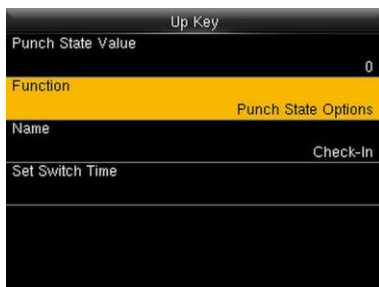 Up Key
Punch State Value
0
Function
Punch State Options
Name
Check-In
Set Switch Time